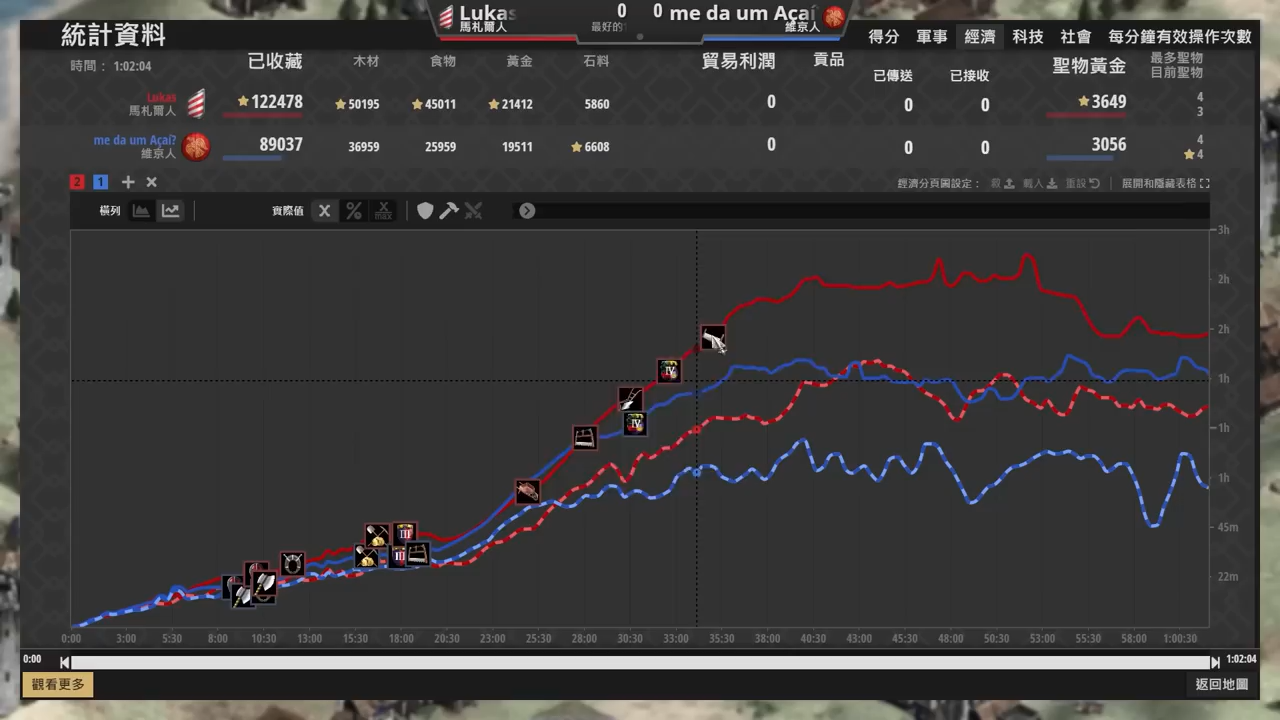 Lukas 0 0 me da um Açaí
馬札爾人 最好的 維京人
統計資料
得分 軍事 經濟 科技 社會 每分鐘有效操作次數
時間： 1:02:04
已收藏 木材 食物 黃金 石料 貿易利潤 貢品 已傳送 已接收 聖物黃金 最多聖物
目前聖物
Lukas
馬札爾人
122478 50195 45011 21412 5860 0 0 0 3649 4
3
me da um Açaí?
維京人
89037 36959 25959 19511 6608 0 0 0 3056 4
4
2 1
經濟分頁圖設定： 載入 重設 展開和隱藏表格
橫列 實際值 X % X
max
3h
2h
2h
1h
1h
1h
45m
22m
IV
IV
III
III
0:00 3:00 5:30 8:00 10:30 13:00 15:30 18:00 20:30 23:00 25:30 28:00 30:30 33:00 35:30 38:00 40:30 43:00 45:30 48:00 50:30 53:00 55:30 58:00 1:00:30
0:00 1:02:04
觀看更多 返回地圖